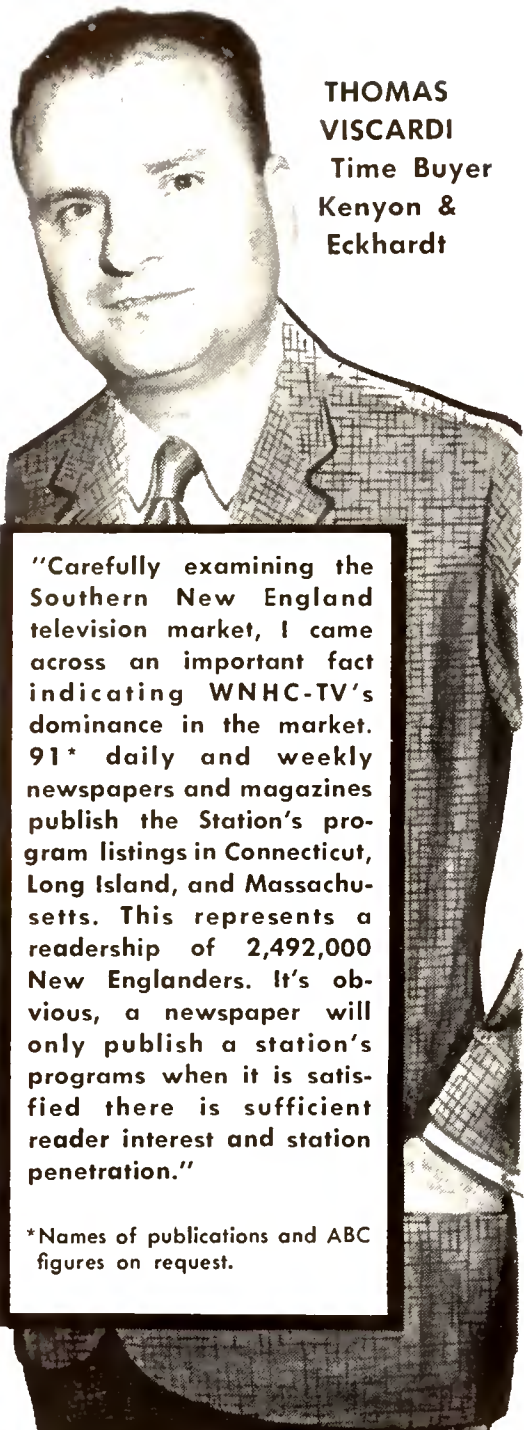 THOMAS
VISCARDI
Time Buyer
Kenyon &
Eckhardt
"Carefully examining the
Southern New England
television market, I came
across an important fact
indicating WNHC-TV's
dominance in the market.
91* daily and weekly
newspapers and magazines
publish the Station's pro-
gram listings in Connecticut,
Long Island, and Massachu-
setts. This represents a
readership of 2,492,000
New Englanders. It's ob-
vious, a newspaper will
only publish a station's
programs when it is satis-
fied there is sufficient
reader interest and station
penetration."
*Names of publications and ABC
figures on request.